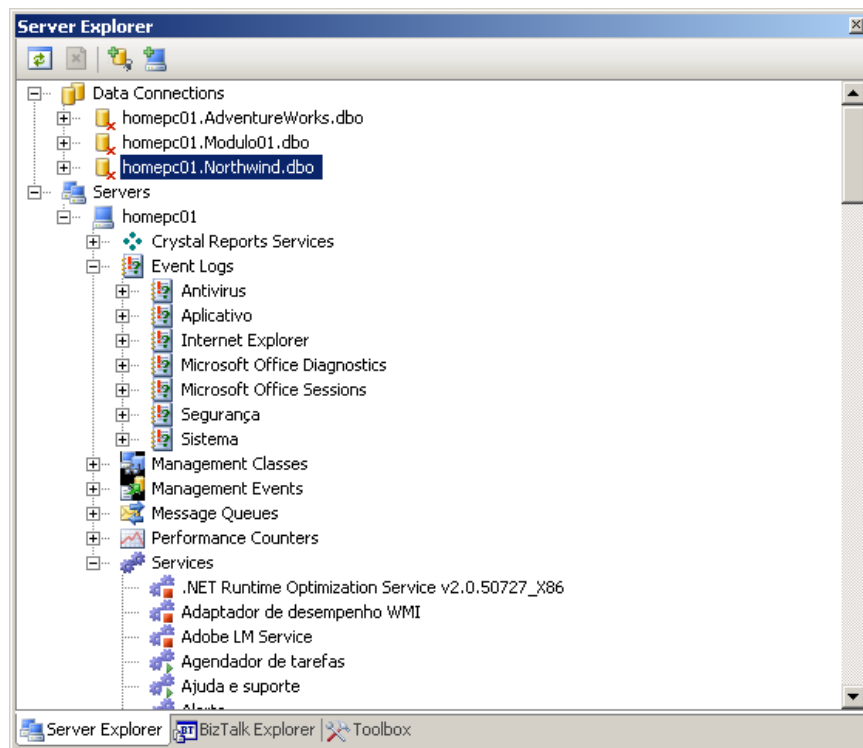 Server Explorer
Data Connections
homepc01.AdventureWorks.dbo
homepc01.Modulo01.dbo
homepc01.Northwind.dbo
Servers
homepc01
Crystal Reports Services
Event Logs
Antivirus
Aplicativo
Internet Explorer
Microsoft Office Diagnostics
Microsoft Office Sessions
Segurança
Sistema
Management Classes
Management Events
Message Queues
Performance Counters
Services
.NET Runtime Optimization Service v2.0.50727_X86
Adaptador de desempenho WMI
Adobe LM Service
Agendador de tarefas
Ajuda e suporte
Server Explorer BT BizTalk Explorer Toolbox